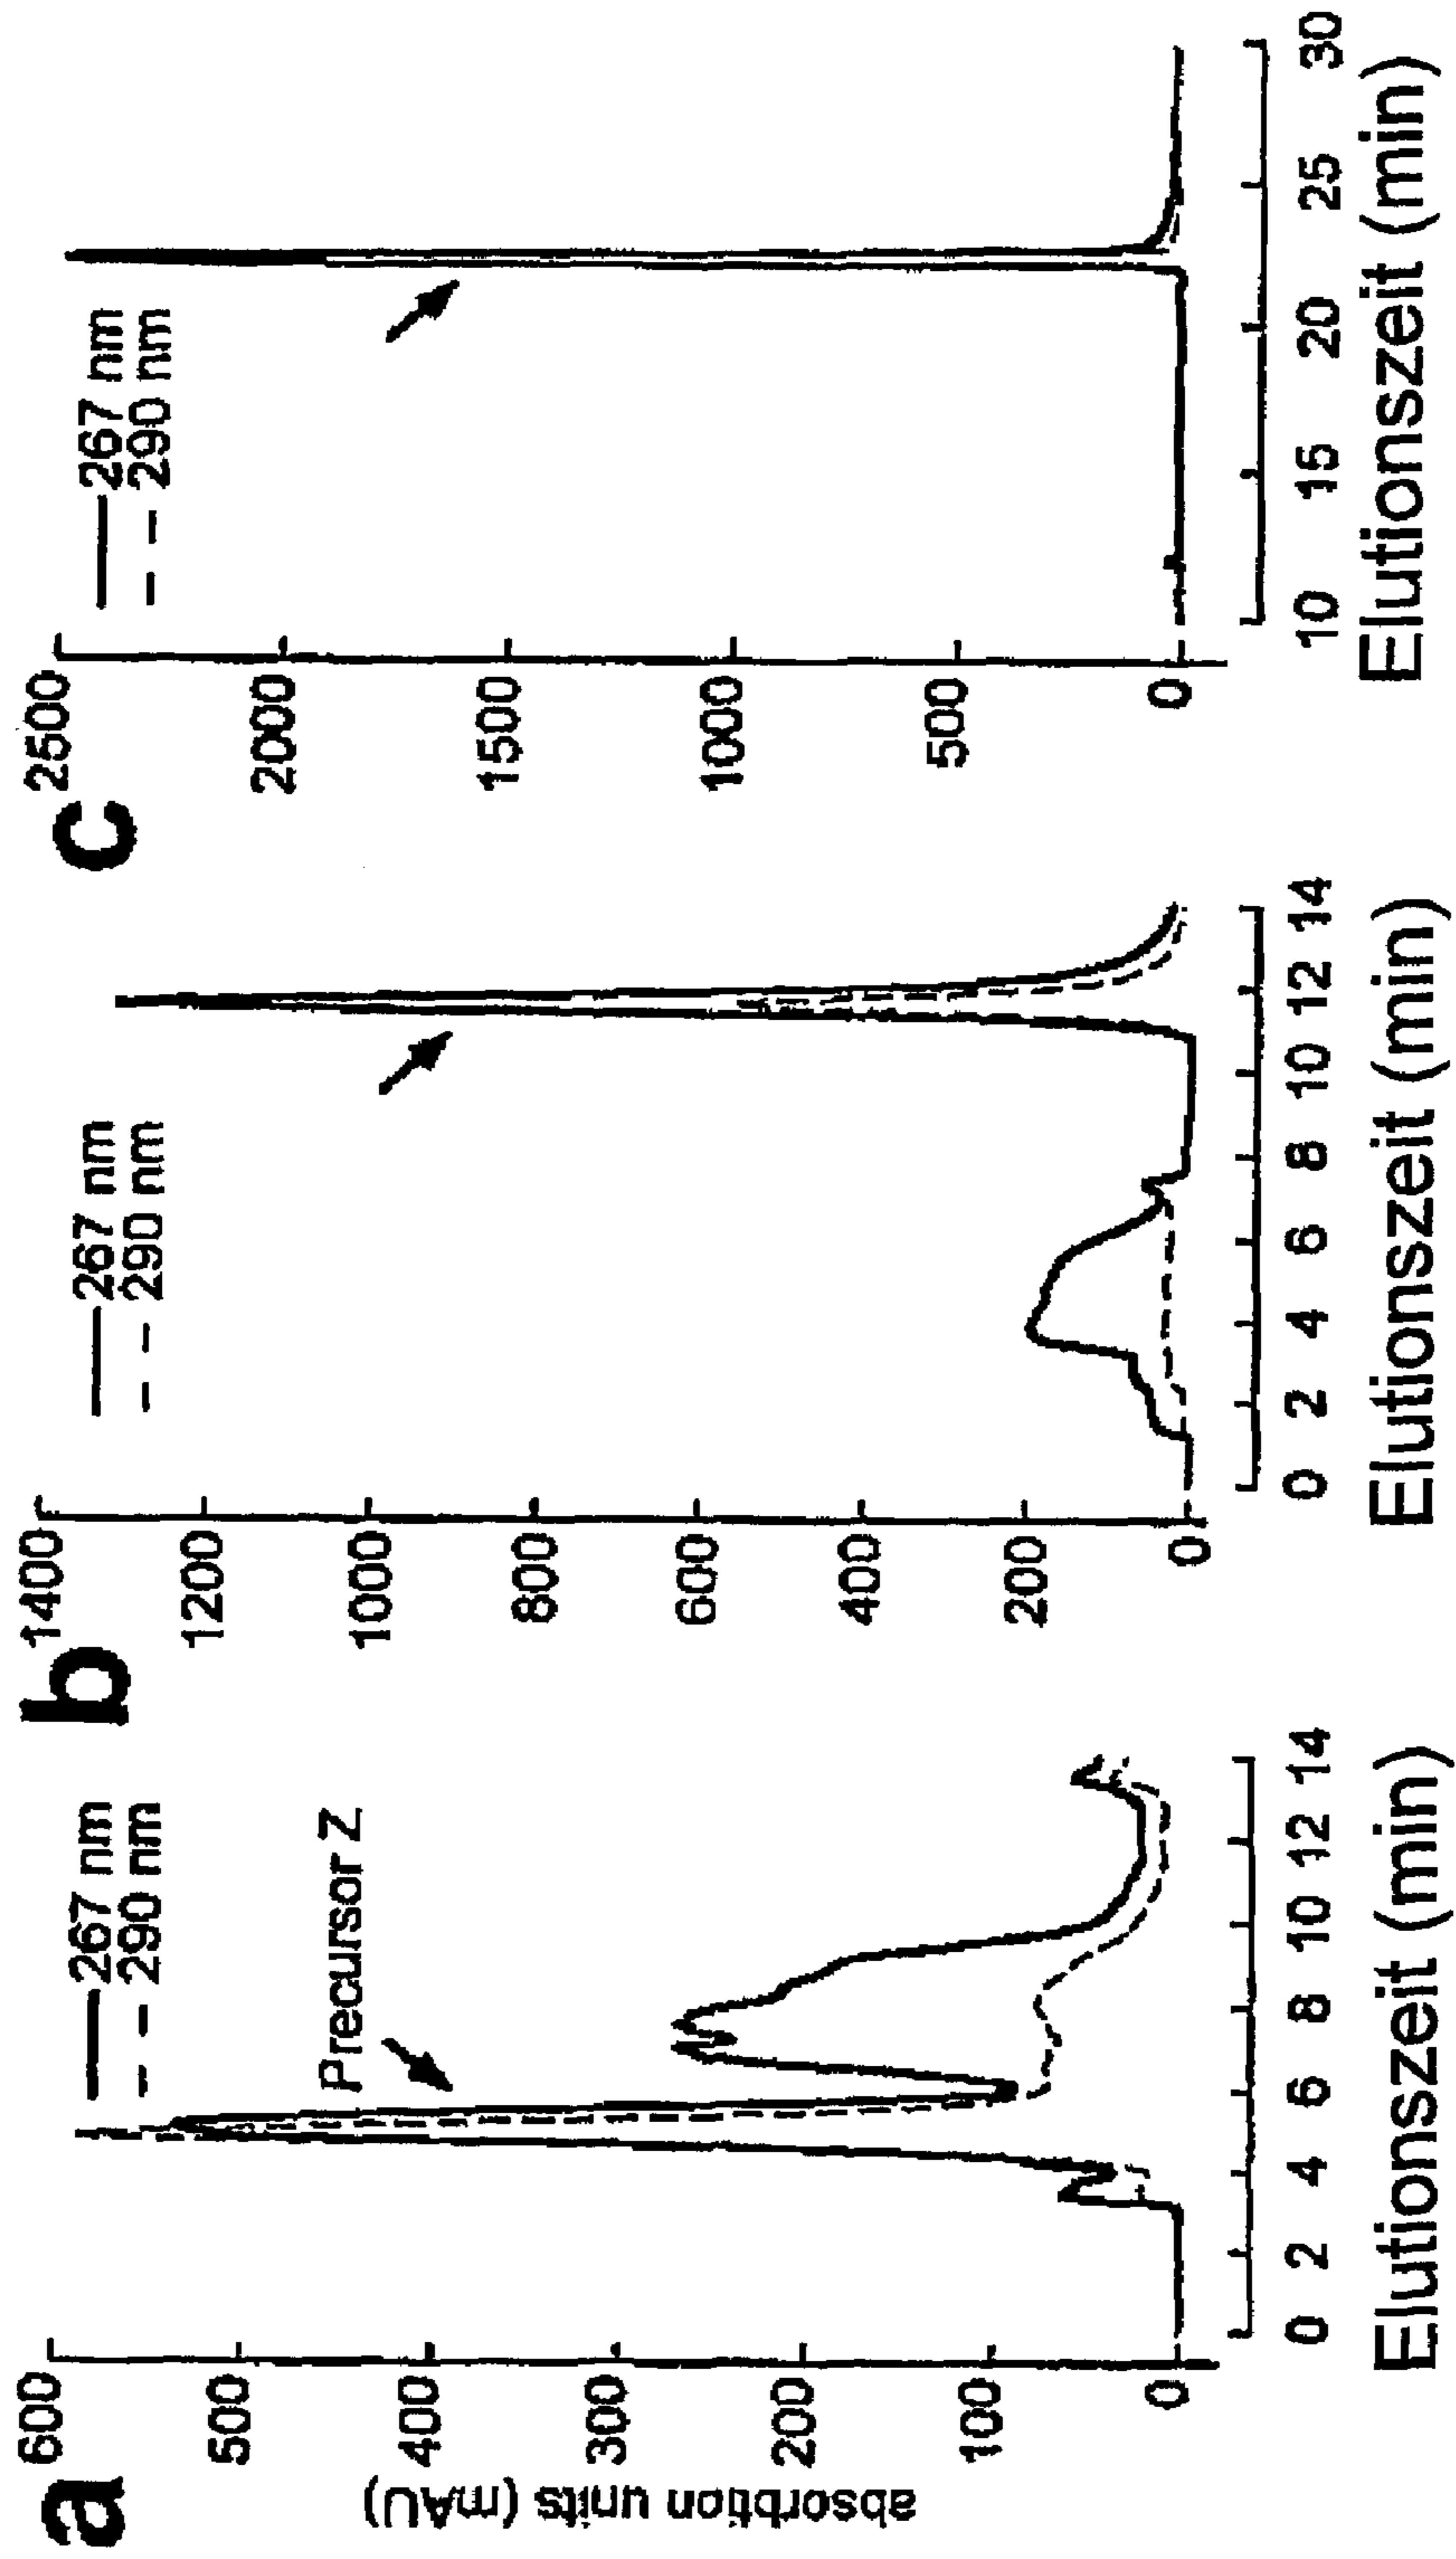 a
600
500
400
300
200
100
0
absorption units (mAU)
267 nm
290 nm
Precursor Z
0 2 4 6 8 10 12 14
Elutionszeit (min)
b
1400
1200
1000
800
600
400
200
0
267 nm
290 nm
0 2 4 6 8 10 12 14
Elutionszeit (min)
c
2500
2000
1500
1000
500
0
267 nm
290 nm
10 15 20 25 30
Elutionszeit (min)